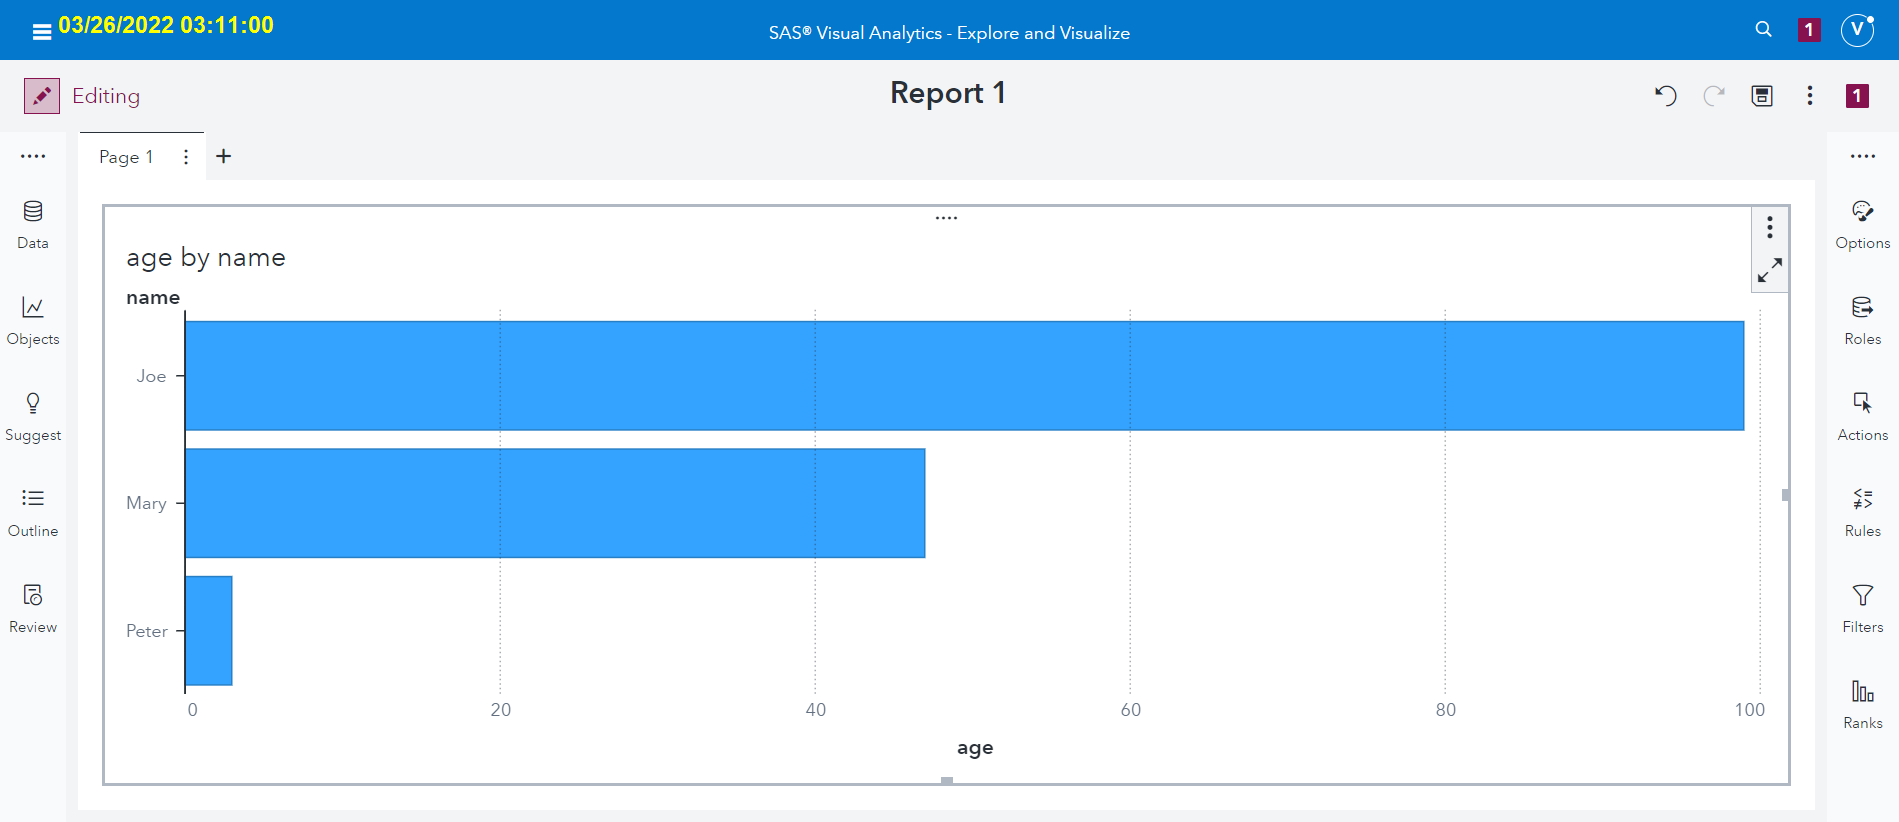 03/26/2022 03:11:00
SAS® Visual Analytics - Explore and Visualize
1
V
Editing
Report 1
1
Page 1
Data
Objects
Suggest
Outline
Review
age by name
name
Joe
Mary
Peter
0 20 40 60 80 100
age
Options
Roles
Actions
Rules
Filters
Ranks